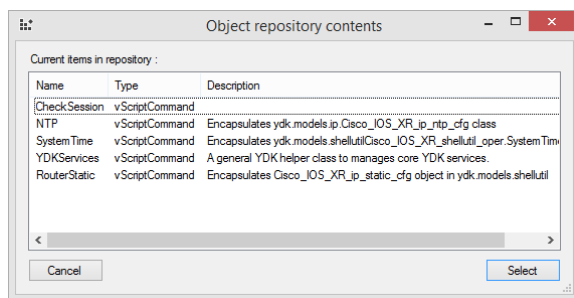 Object repository contents
Current items in repository :
Name Type Description
CheckSession vScriptCommand
NTP vScriptCommand Encapsulates ydk.models.ip.Cisco_IOS_XR_ip_ntp_cfg class
SystemTime vScriptCommand Encapsulates ydk.models.shellutilCisco_IOS_XR_shellutil_oper.SystemTim
YDKServices vScriptCommand A general YDK helper class to manages core YDK services.
RouterStatic vScriptCommand Encapsulates Cisco_IOS_XR_ip_static_cfg object in ydk.models.shellutil
Cancel Select